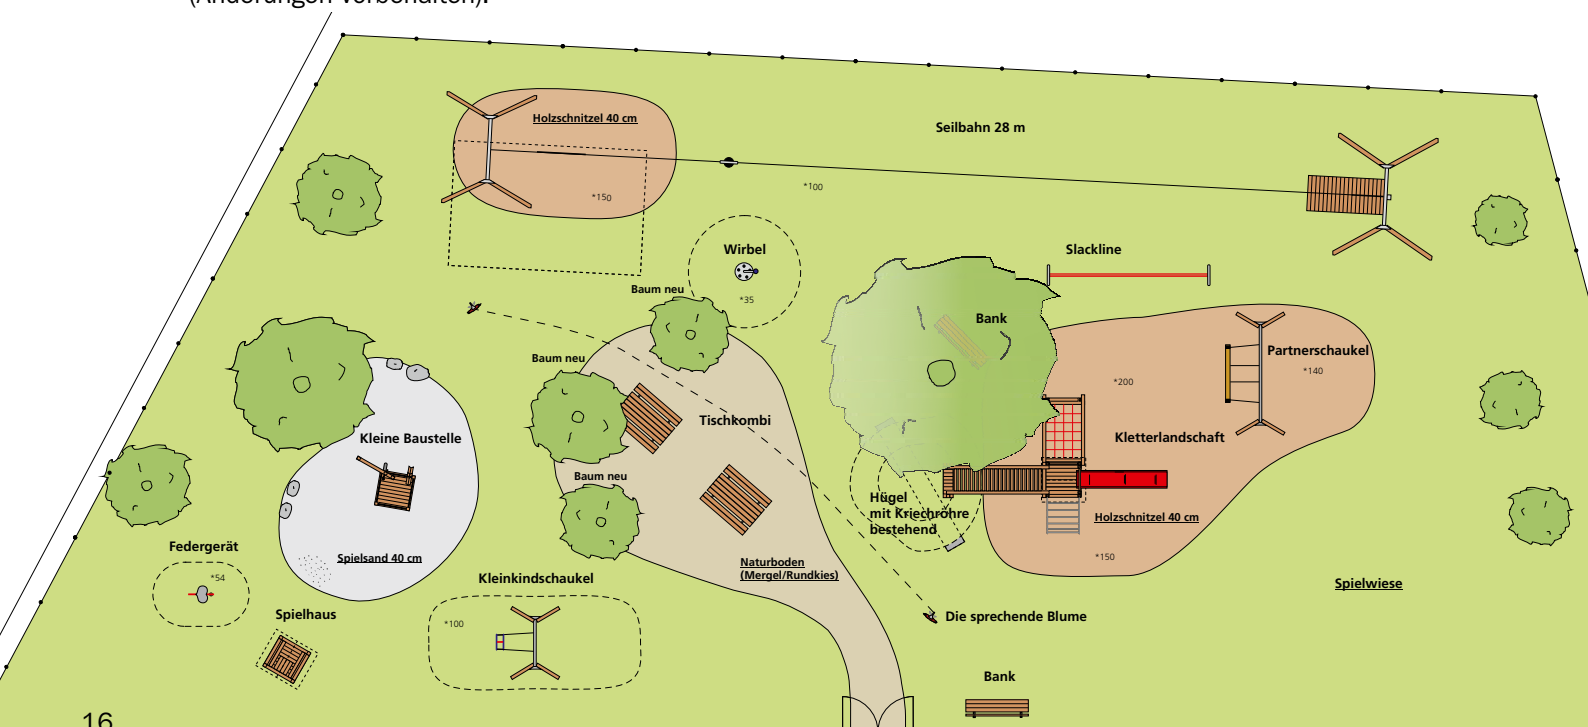 (Änderungen vorbehalten).
Holzschnitzel 40 cm
Seilbahn 28 m
*150
*100
Wirbel
*35
Slackline
Baum neu
Bank
Partnerschaukel
*140
Baum neu
*200
Tischkombi
Kleine Baustelle
Kletterlandschaft
Baum neu
Hügel
mit Kriechröhre
bestehend
Holzschnitzel 40 cm
Federgerät
*54
Spielsand 40 cm
*150
Naturboden
(Mergel/Rundkies)
Kleinkindschaukel
Spielwiese
Spielhaus
*100
Die sprechende Blume
Bank
16